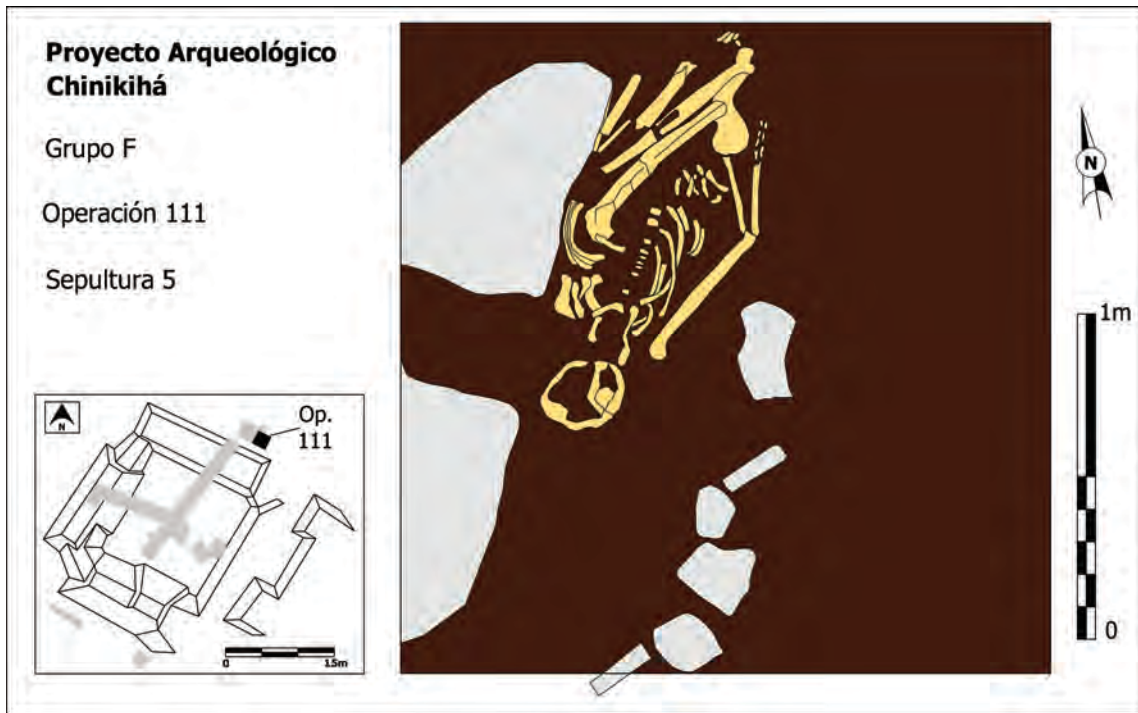 Proyecto Arqueológico
Chinikihá
Grupo F
Operación 111
Sepultura 5
N
Op.
111
0 15m
N
1m
0